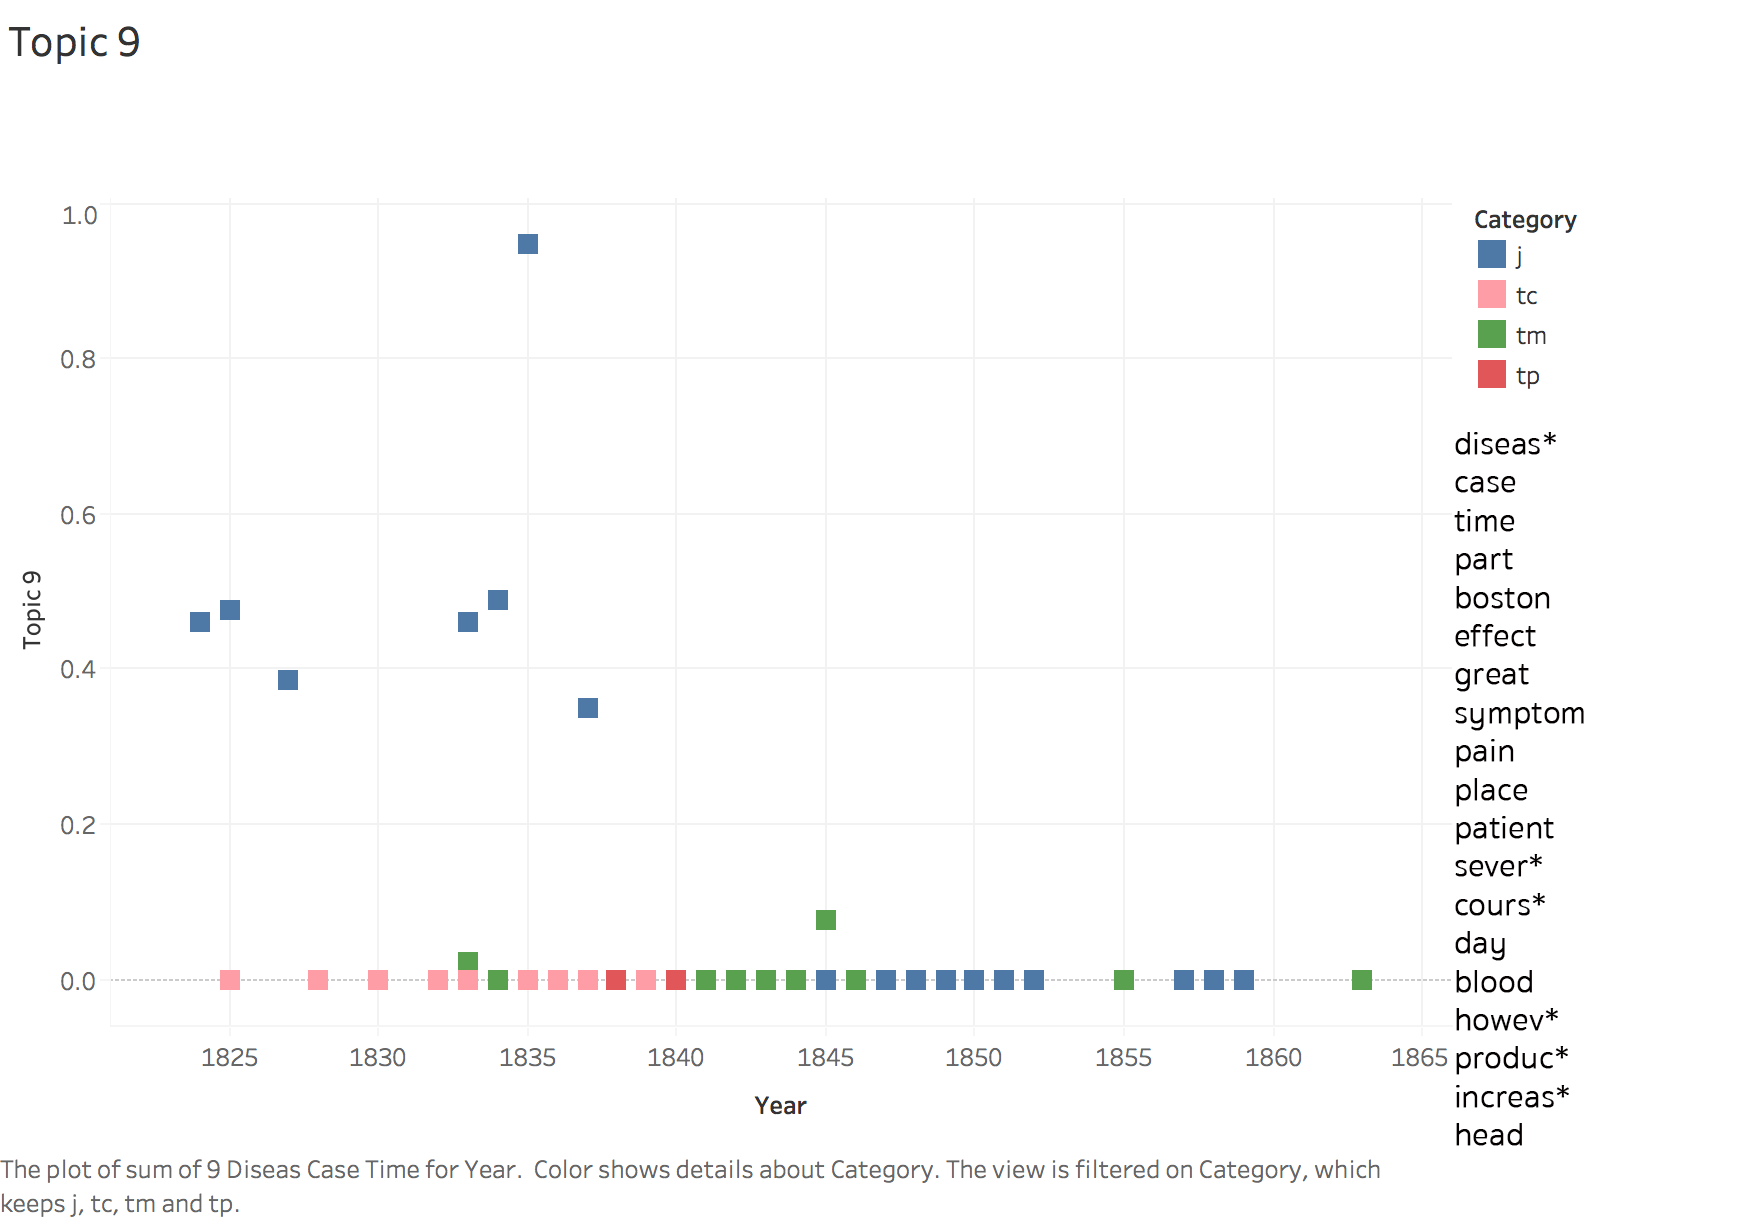 Topic 9
1.0
0.8
0.6
0.4
0.2
0.0
Topic 9
1825
1830
1835
1840
1845
1850
1855
1860
1865
Year
Category
j
tc
tm
tp
diseas*
case
time
part
boston
effect
great
symptom
pain
place
patient
sever*
cours*
day
blood
howev*
produc*
increas*
head
The plot of sum of 9 Diseas Case Time for Year.  Color shows details about Category. The view is filtered on Category, which
keeps j, tc, tm and tp.